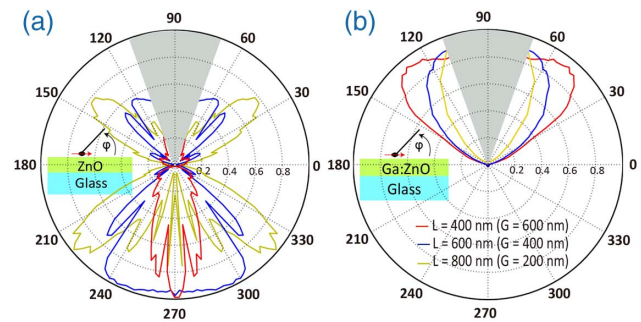 (a)
90
120
60
150
30
φ
180
ZnO
Glass
0.2 0.4 0.6 0.8
0
210
330
240
300
270
(b)
90
120
60
150
30
φ
180
Ga:ZnO
Glass
0.2 0.4 0.6 0.8
0
L = 400 nm (G = 600 nm)
L = 600 nm (G = 400 nm)
L = 800 nm (G = 200 nm)
210
330
240
300
270